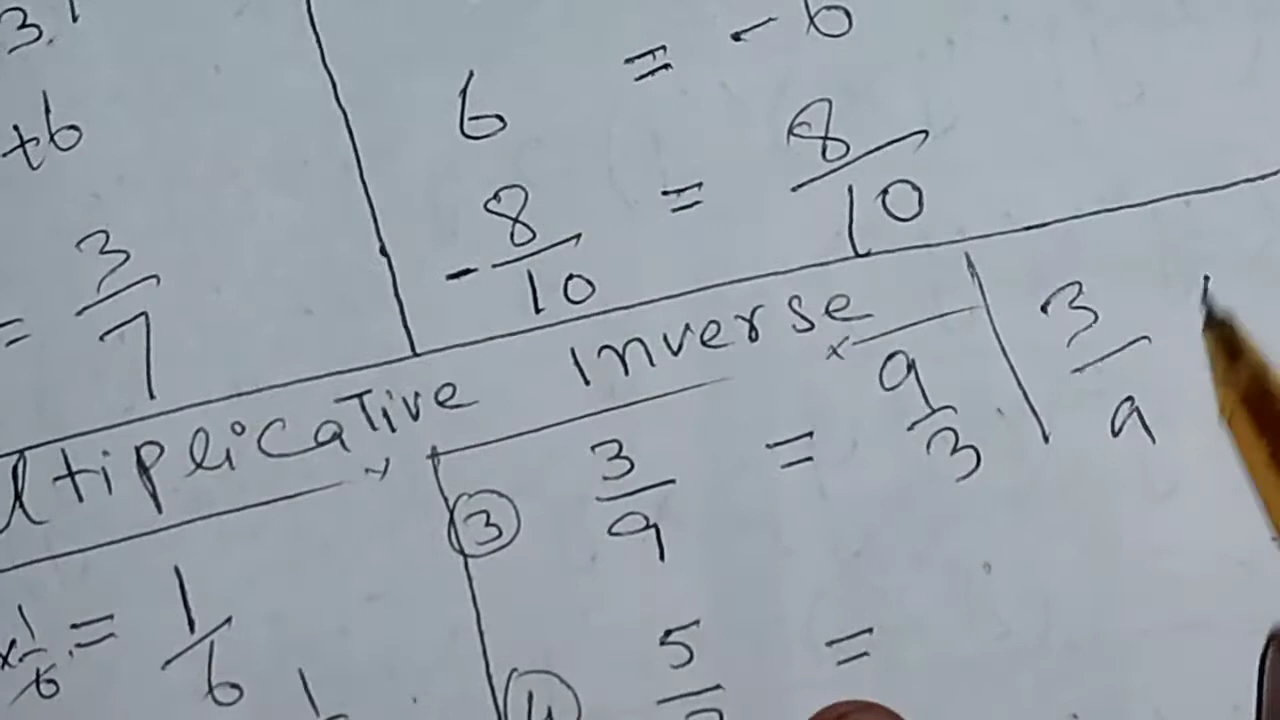 3.
+6
= 3/7
6 = -6
-8/10 = 8/10
ltiplicative Inverse
×1/6 = 1/6
③ 3/9 = 9/3
3/9
④ 5/ =